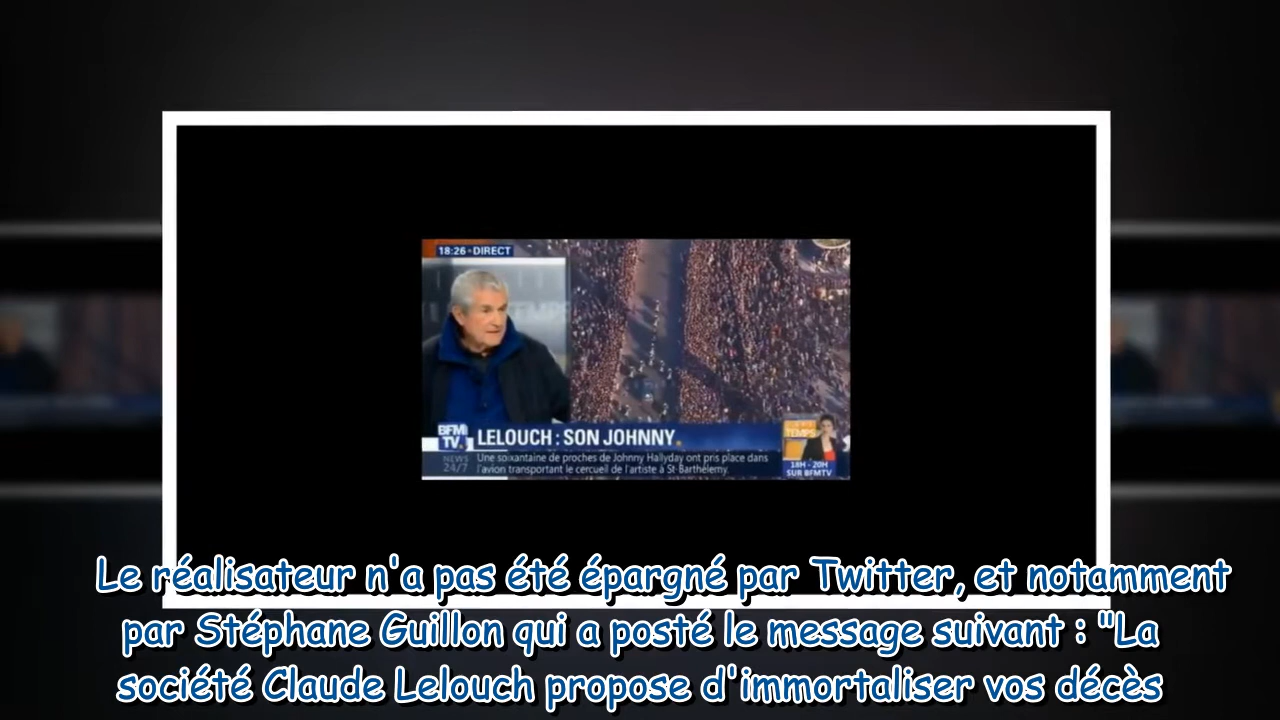 18:26 • DIRECT
BFM
TV.
LELOUCH : SON JOHNNY
NEWS
24/7
Une soixantaine de proches de Johnny Hallyday ont pris place dans
l'avion transportant le cercueil de l'artiste à St-Barthélemy.
TEMPS
18H - 20H
SUR BFMTV
Le réalisateur n'a pas été épargné par Twitter, et notamment
par Stéphane Guillon qui a posté le message suivant : "La
société Claude Lelouch propose d'immortaliser vos décès